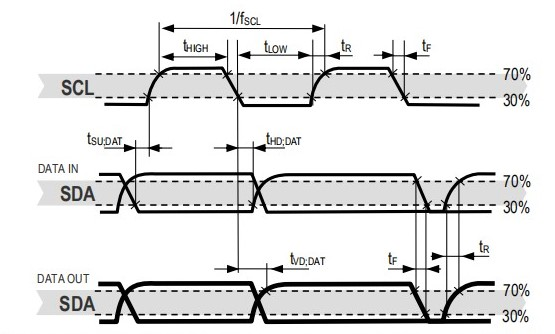 1/fSCL
tHIGH tLOW tR tF
SCL 70%
30%
tSU;DAT tHD;DAT
DATA IN
SDA 70%
30%
tR
tVD;DAT tF
DATA OUT
SDA 70%
30%